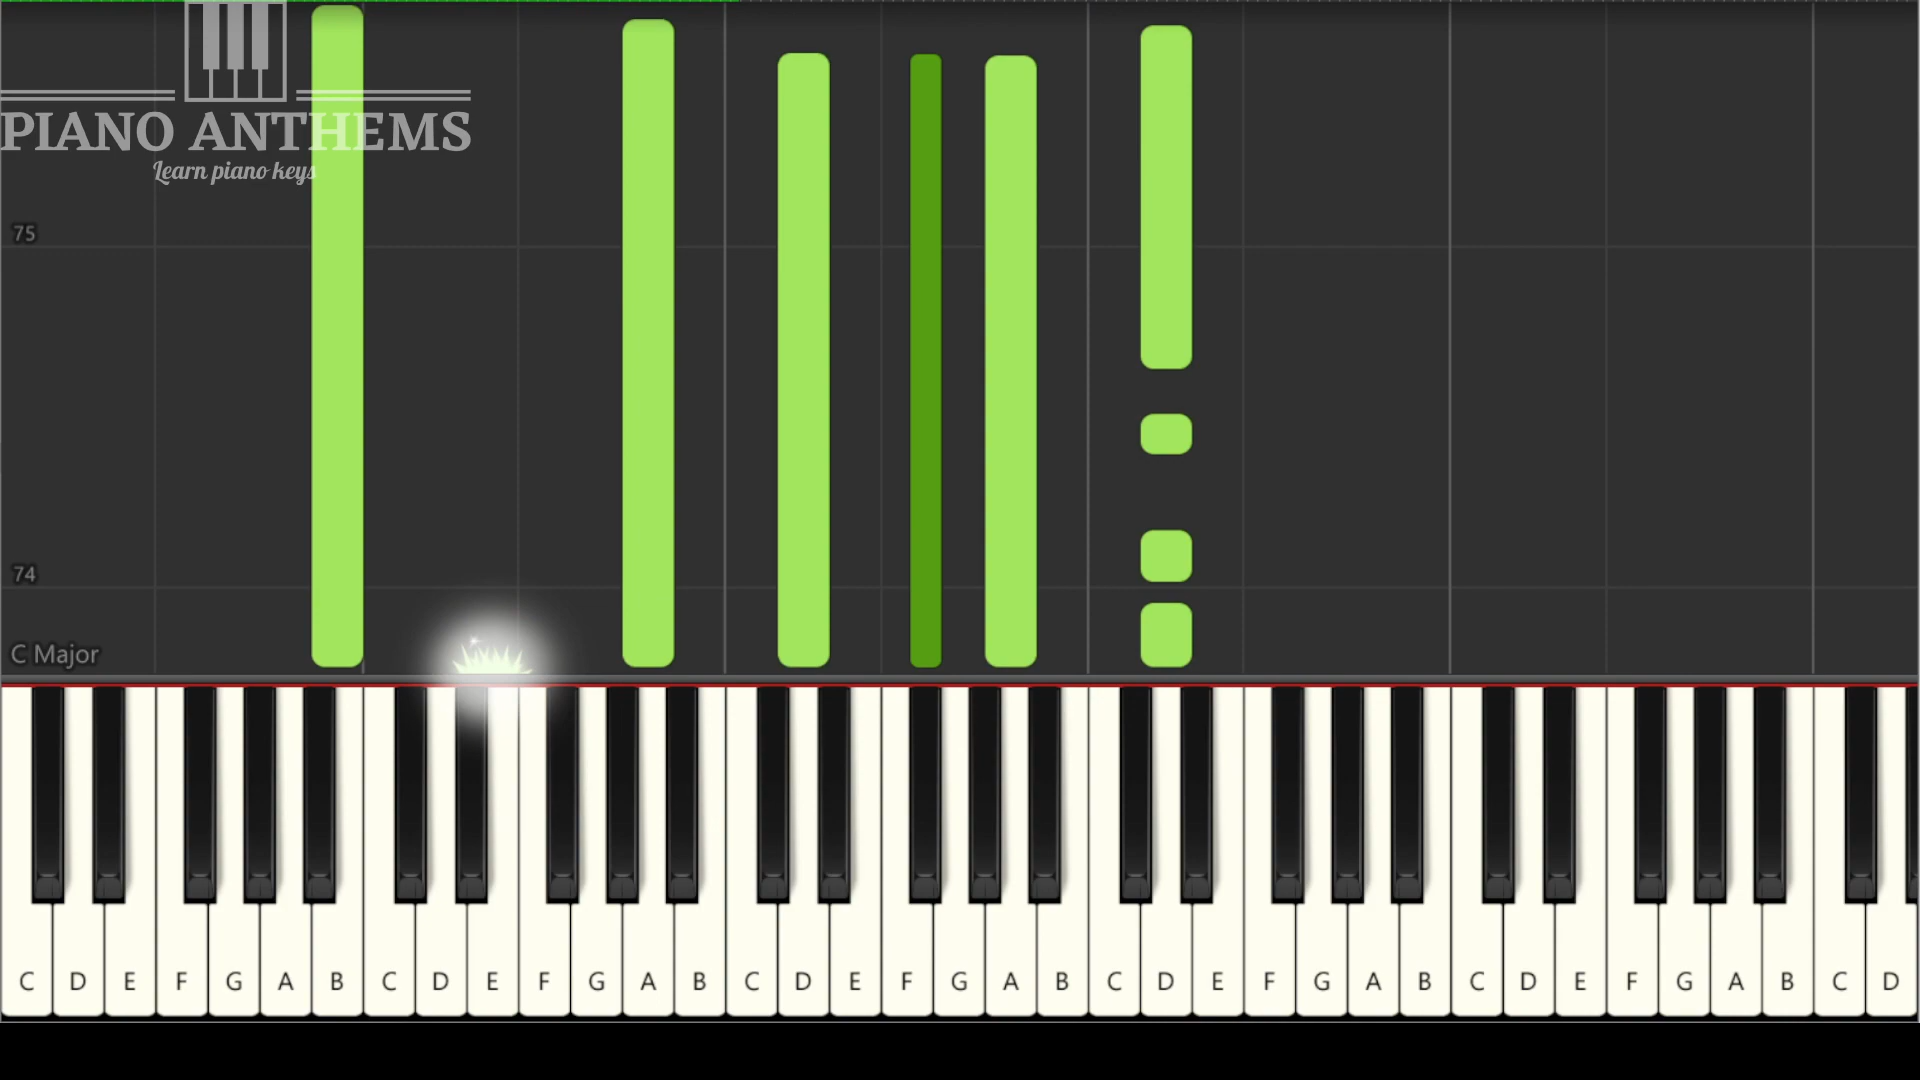 PIANO ANTHEMS
Learn piano keys
75
74
C Major
C D E F G A B C D E F G A B C D E F G A B C D E F G A B C D E F G A B C D